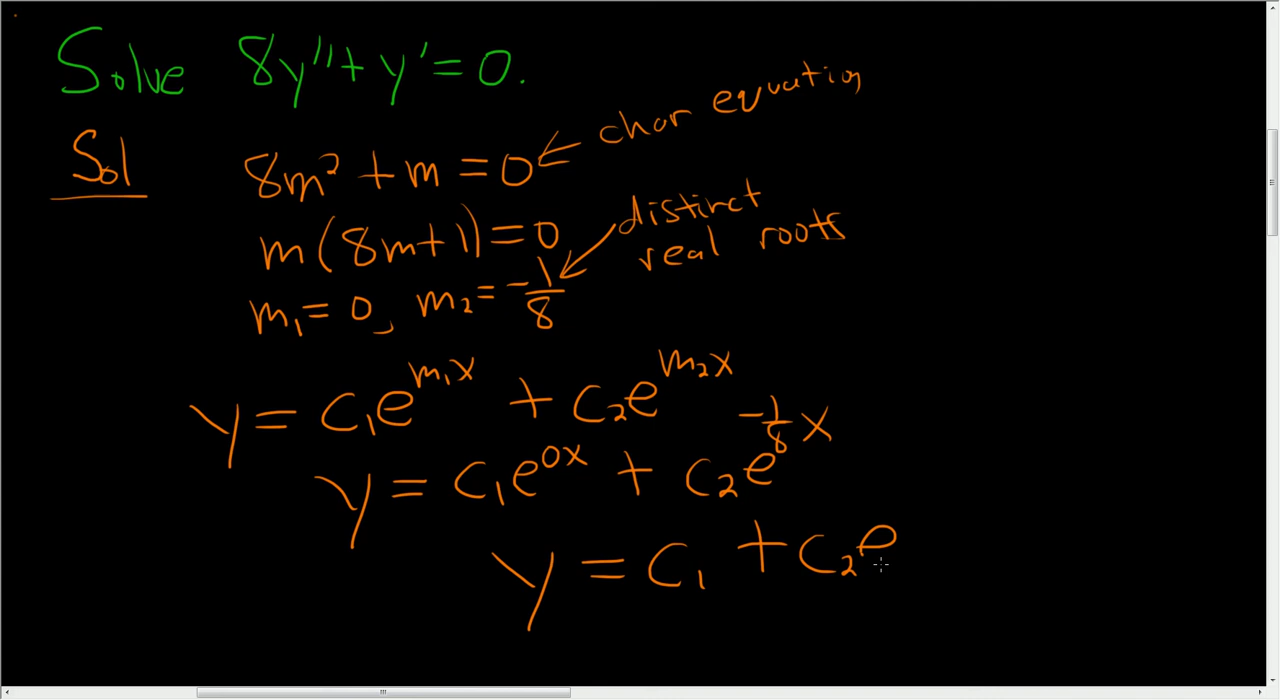 Solve 8y''+y'=0.
Sol 8m²+m=0 ← char equation
m(8m+1)=0 distinct real roots
m₁=0, m₂=-1/8
y=c₁e^{m₁x}+c₂e^{m₂x}
y=c₁e^{0x}+c₂e^{-1/8 x}
y=c₁+c₂e